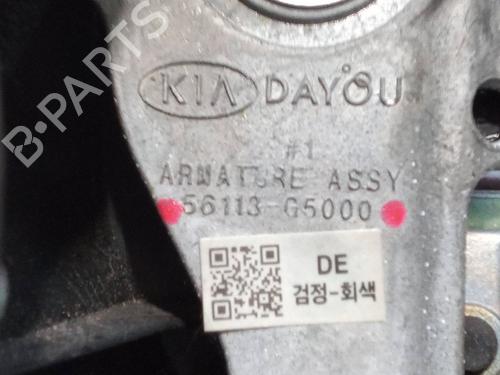 KIA DAYOU
#1
ARMATURE ASSY
56113-G5000
DE
검정-회색
B-PARTS